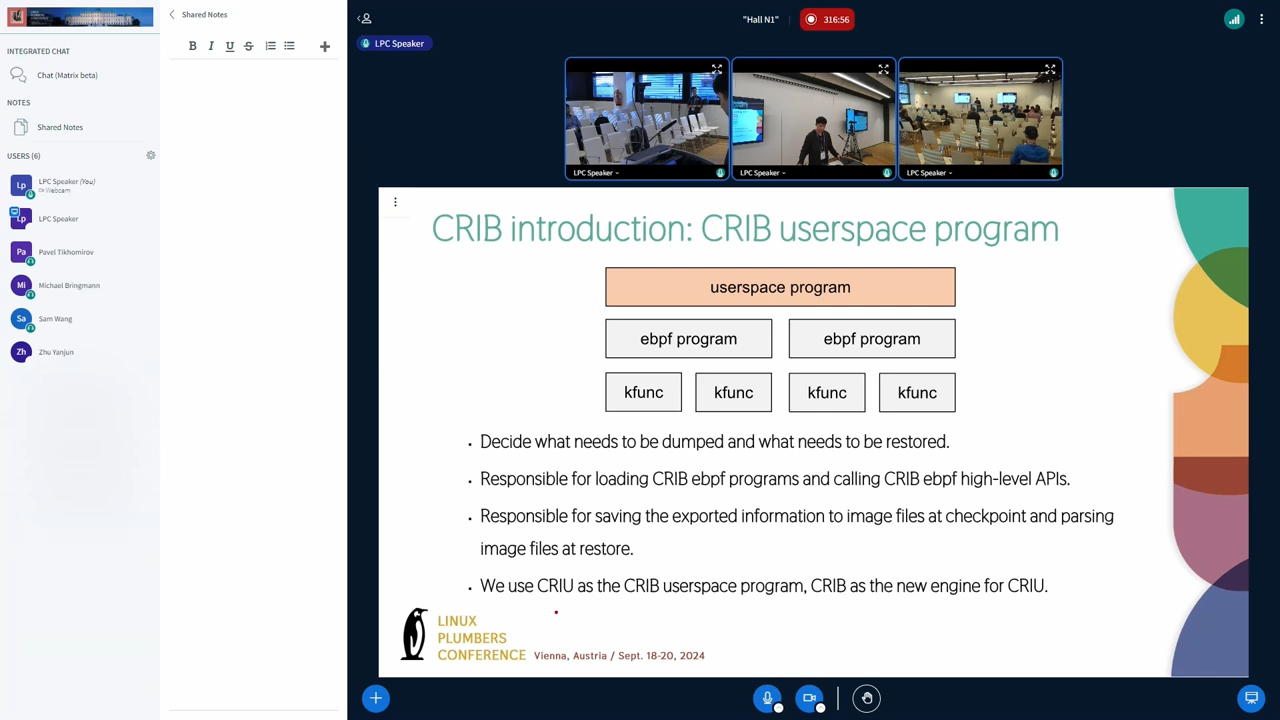 INTEGRATED CHAT
Chat (Matrix beta)
NOTES
Shared Notes
USERS (6)
Lp
LPC Speaker (You)
Webcam
LPC Speaker
Pa
Pavel Tikhomirov
Mi
Michael Bringmann
Sa
Sam Wang
Zh
Zhu Yanjun
Shared Notes
B I U S
"Hall N1"
316:56
LPC Speaker
LPC Speaker
LPC Speaker
LPC Speaker
CRIB introduction: CRIB userspace program
userspace program
ebpf program
ebpf program
kfunc
kfunc
kfunc
kfunc
• Decide what needs to be dumped and what needs to be restored.
• Responsible for loading CRIB ebpf programs and calling CRIB ebpf high-level APIs.
• Responsible for saving the exported information to image files at checkpoint and parsing
image files at restore.
• We use CRIU as the CRIB userspace program, CRIB as the new engine for CRIU.
LINUX
PLUMBERS
CONFERENCE
Vienna, Austria / Sept. 18-20, 2024